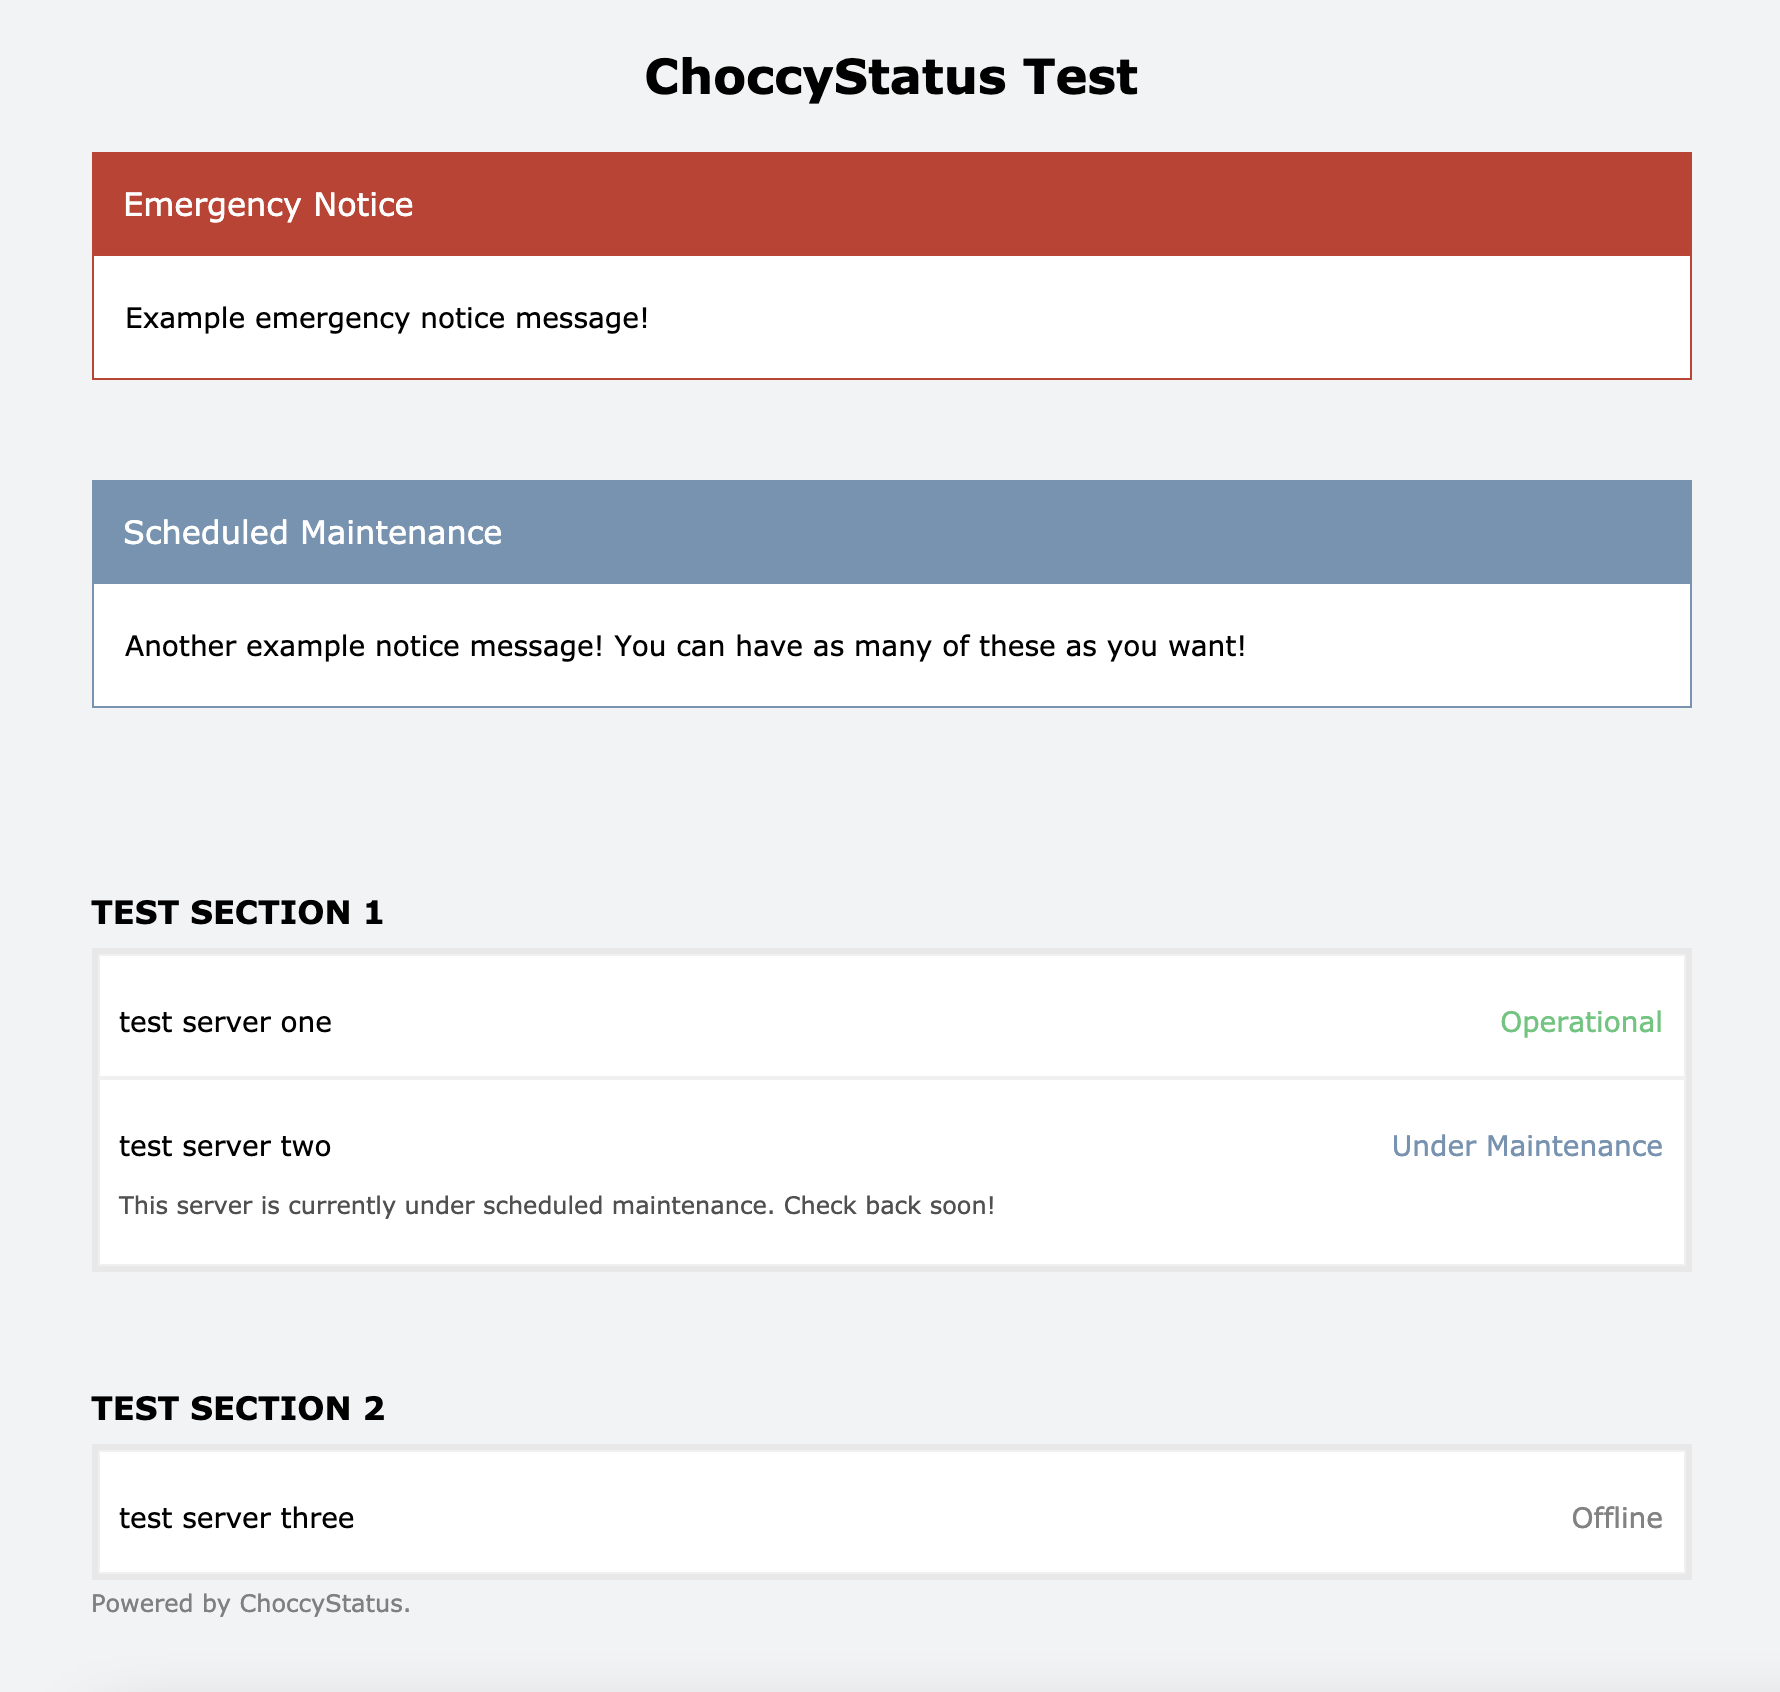 ChoccyStatus Test
Emergency Notice
Example emergency notice message!
Scheduled Maintenance
Another example notice message! You can have as many of these as you want!
TEST SECTION 1
test server one Operational
test server two Under Maintenance
This server is currently under scheduled maintenance. Check back soon!
TEST SECTION 2
test server three Offline
Powered by ChoccyStatus.